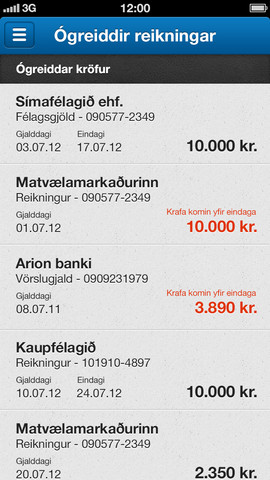 3G 12:00
Ógreiddir reikningar
Ógreiddar kröfur
Símafélagið ehf.
Félagsgjöld - 090577-2349
Gjalddagi Eindagi
03.07.12 17.07.12 10.000 kr.
Matvælamarkaðurinn
Reikningur - 090577-2349
Gjalddagi Krafa komin yfir eindaga
01.07.12 10.000 kr.
Arion banki
Vörslugjald - 0909231979
Gjalddagi Krafa komin yfir eindaga
08.07.11 3.890 kr.
Kaupfélagið
Reikningur - 101910-4897
Gjalddagi Eindagi
10.07.12 24.07.12 10.000 kr.
Matvælamarkaðurinn
Reikningur - 090577-2349
Gjalddagi
20.07.12 2.350 kr.